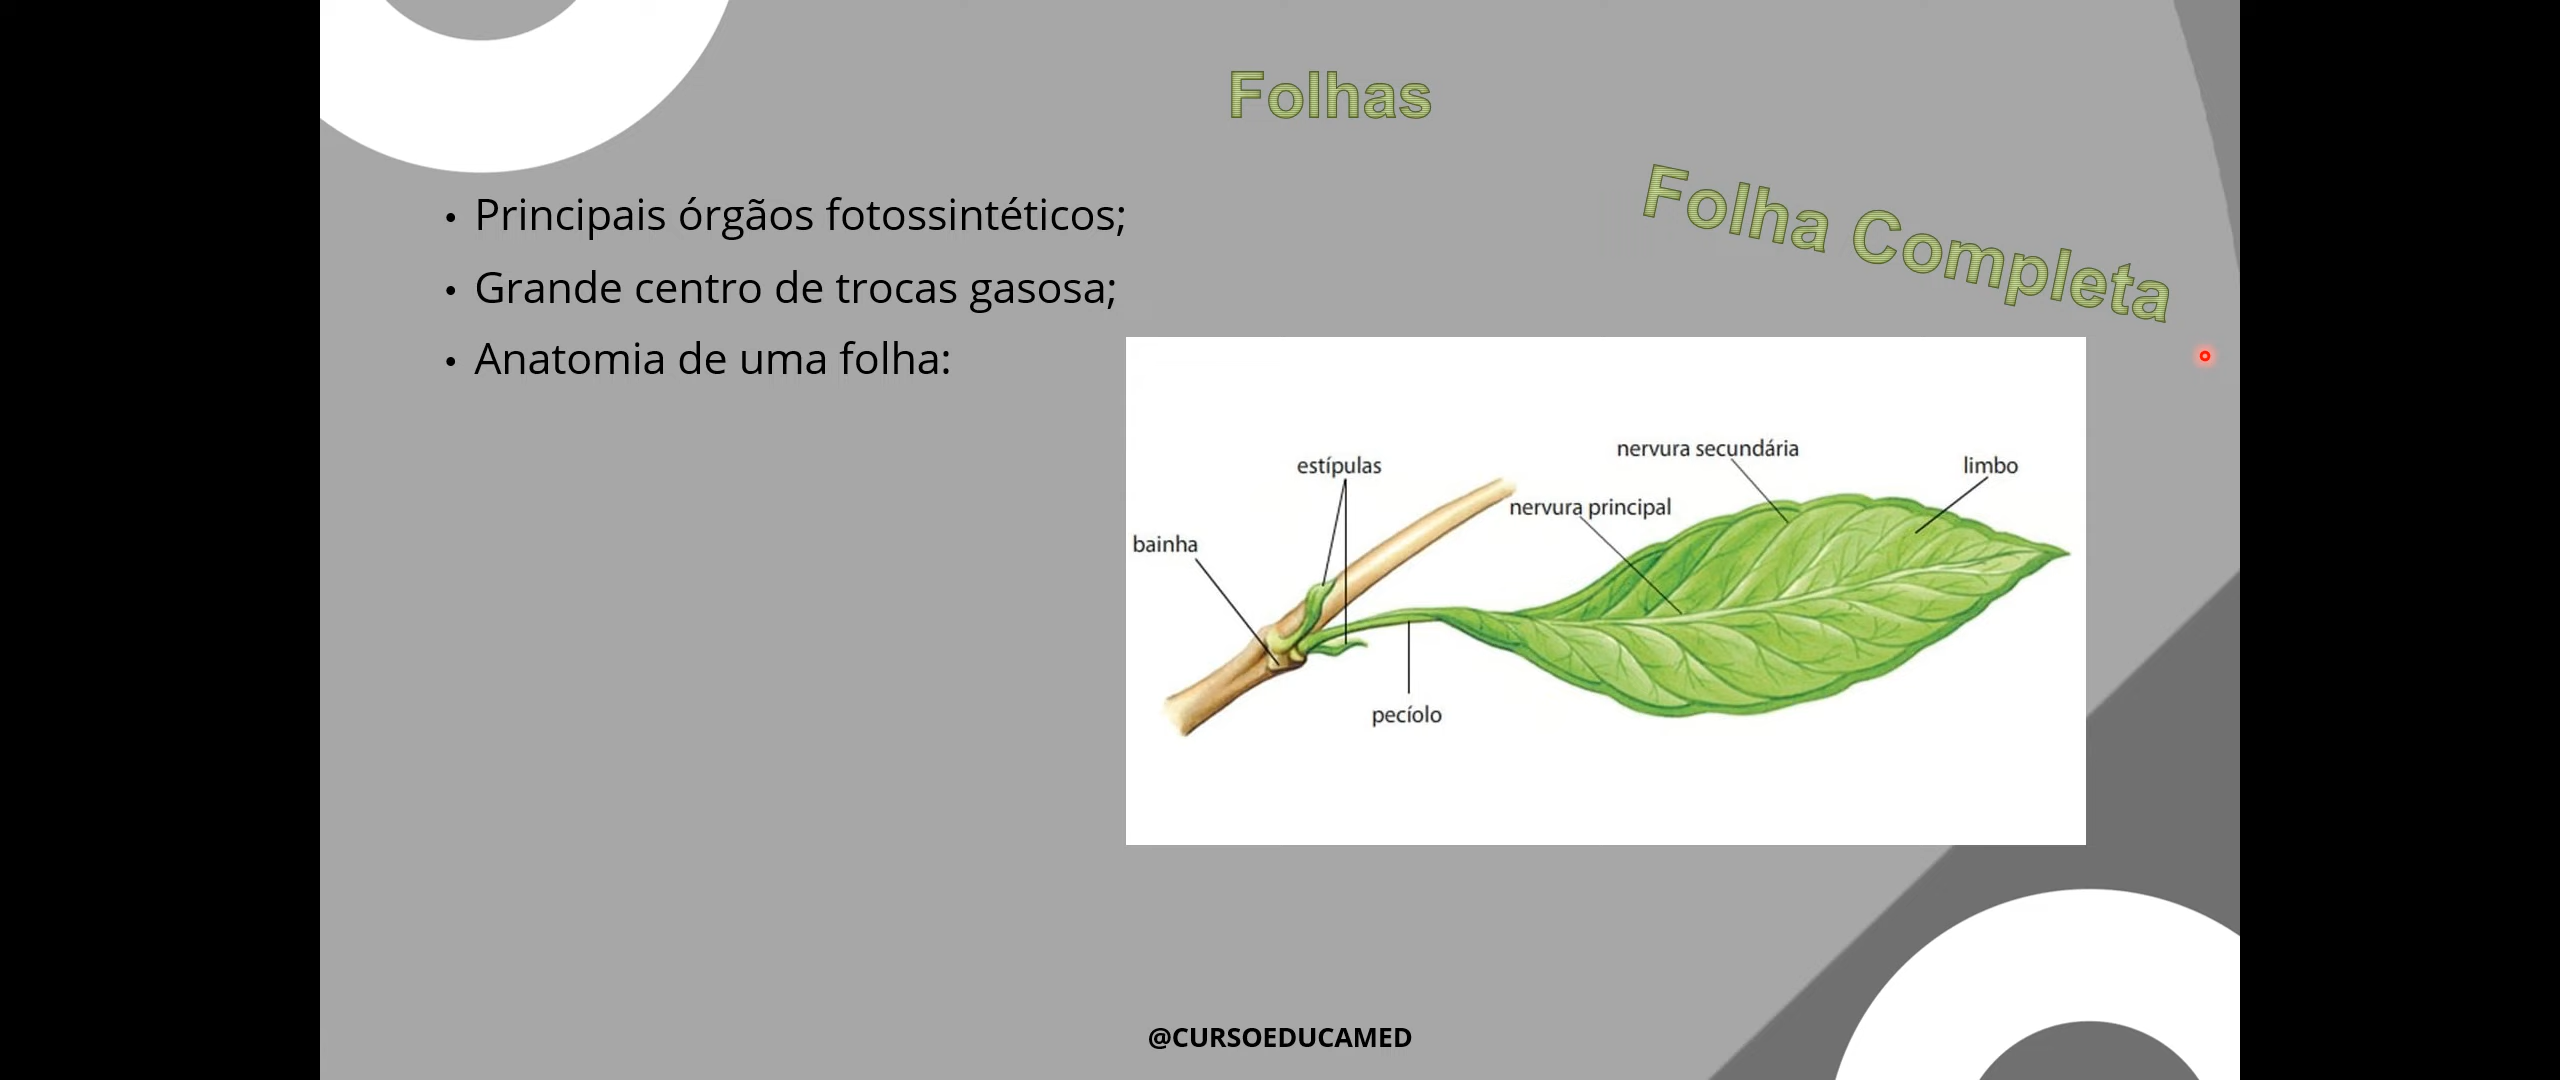 Folhas
Folha Completa
• Principais órgãos fotossintéticos;
• Grande centro de trocas gasosa;
• Anatomia de uma folha:
nervura secundária
estípulas
limbo
nervura principal
bainha
pecíolo
@CURSOEDUCAMED